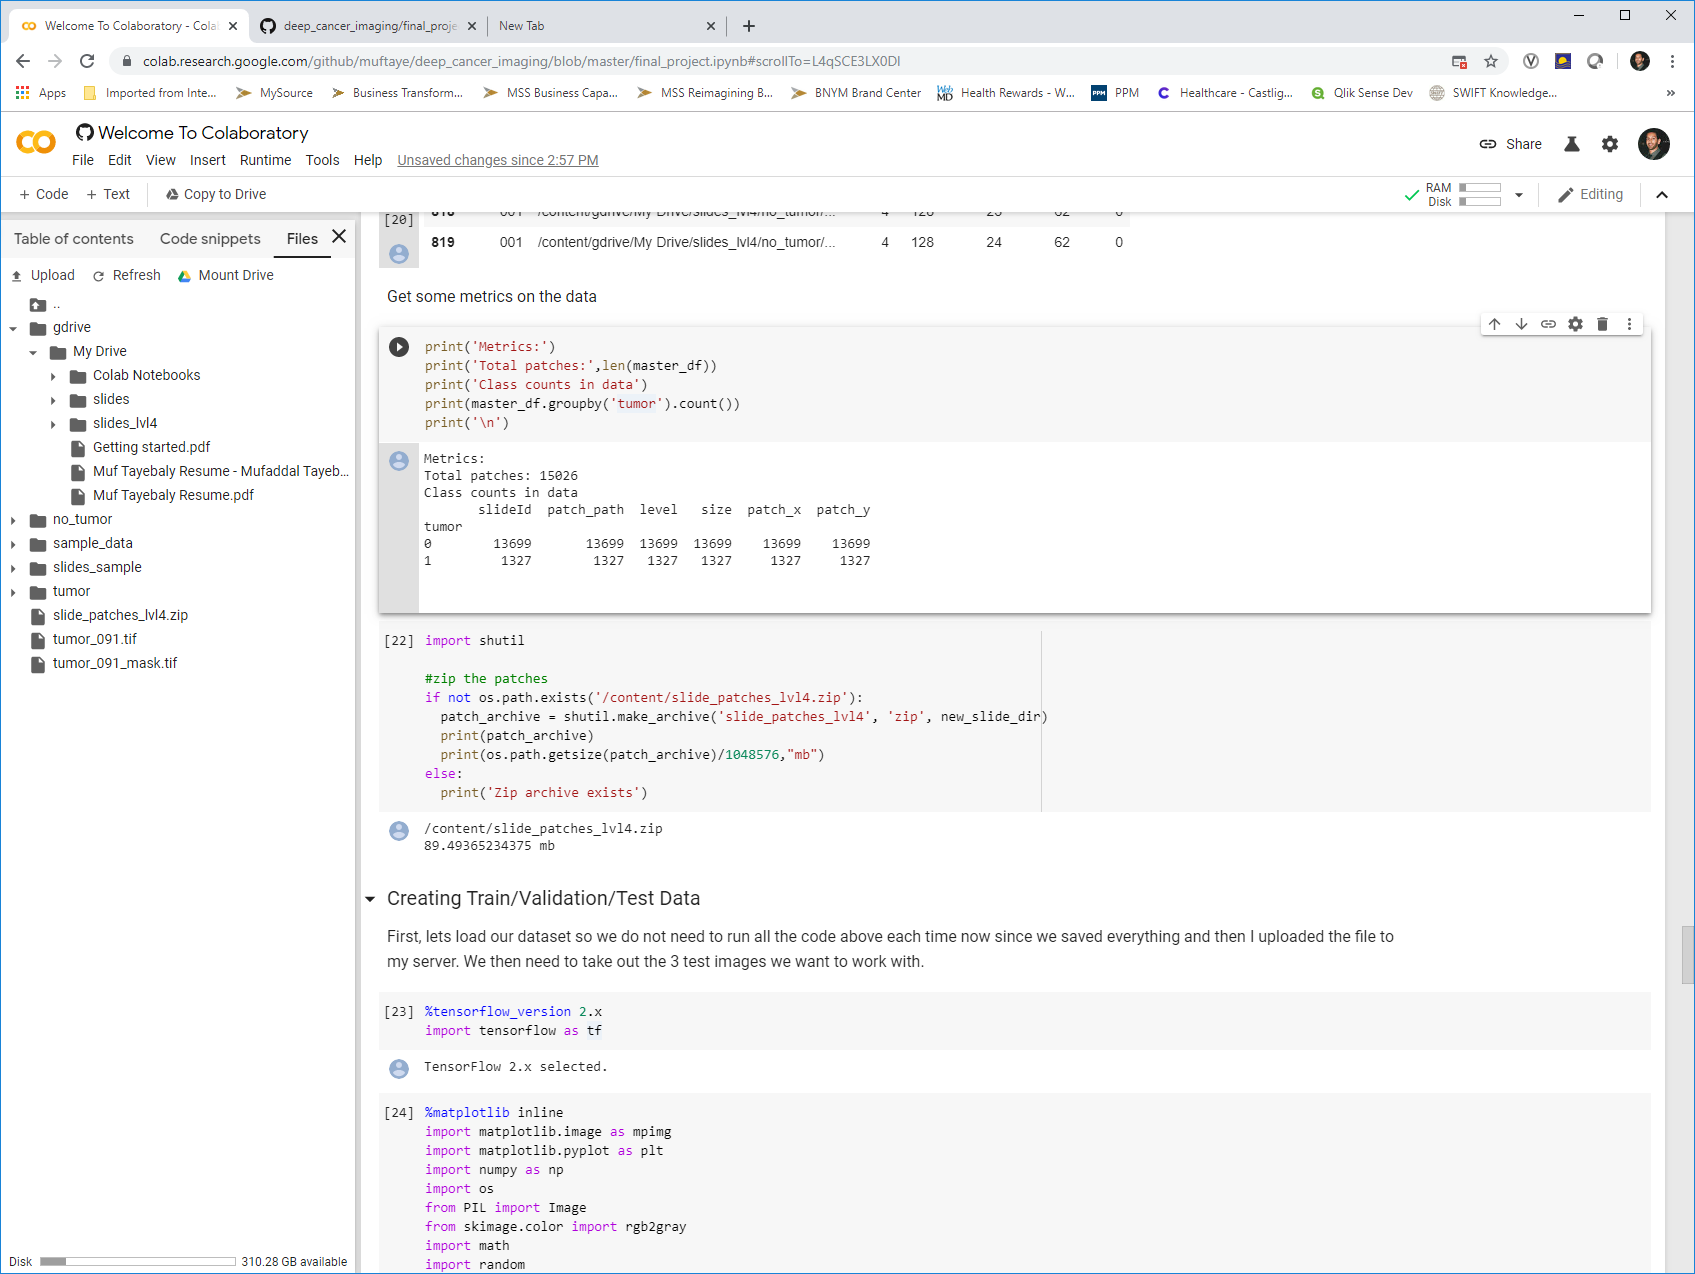 Welcome To Colaboratory - Cola
deep_cancer_imaging/final_proje
New Tab
colab.research.google.com/github/muftaye/deep_cancer_imaging/blob/master/final_project.ipynb#scrollTo=L4qSCE3LX0DI
Apps
Imported from Inte...
MySource
Business Transform...
MSS Business Capa...
MSS Reimagining B...
BNYM Brand Center
Health Rewards - W...
PPM
PPM
Healthcare - Castlig...
Qlik Sense Dev
SWIFT Knowledge...
»
Welcome To Colaboratory
File Edit View Insert Runtime Tools Help Unsaved changes since 2:57 PM
Share
+ Code + Text Copy to Drive
RAM
Disk
Editing
Table of contents Code snippets Files
Upload Refresh Mount Drive
..
gdrive
My Drive
Colab Notebooks
slides
slides_lvl4
Getting started.pdf
Muf Tayebaly Resume - Mufaddal Tayeb...
Muf Tayebaly Resume.pdf
no_tumor
sample_data
slides_sample
tumor
slide_patches_lvl4.zip
tumor_091.tif
tumor_091_mask.tif
Disk 310.28 GB available
[20] 818 001 /content/gdrive/My Drive/slides_lvl4/no_tumor/... 4 128 23 62 0
819 001 /content/gdrive/My Drive/slides_lvl4/no_tumor/... 4 128 24 62 0
Get some metrics on the data
print('Metrics:')
print('Total patches:',len(master_df))
print('Class counts in data')
print(master_df.groupby('tumor').count())
print('\n')
Metrics:
Total patches: 15026
Class counts in data
slideId patch_path level size patch_x patch_y
tumor
0 13699 13699 13699 13699 13699 13699
1 1327 1327 1327 1327 1327 1327
[22] import shutil
#zip the patches
if not os.path.exists('/content/slide_patches_lvl4.zip'):
patch_archive = shutil.make_archive('slide_patches_lvl4', 'zip', new_slide_dir)
print(patch_archive)
print(os.path.getsize(patch_archive)/1048576,"mb")
else:
print('Zip archive exists')
/content/slide_patches_lvl4.zip
89.49365234375 mb
Creating Train/Validation/Test Data
First, lets load our dataset so we do not need to run all the code above each time now since we saved everything and then I uploaded the file to
my server. We then need to take out the 3 test images we want to work with.
[23] %tensorflow_version 2.x
import tensorflow as tf
TensorFlow 2.x selected.
[24] %matplotlib inline
import matplotlib.image as mpimg
import matplotlib.pyplot as plt
import numpy as np
import os
from PIL import Image
from skimage.color import rgb2gray
import math
import random